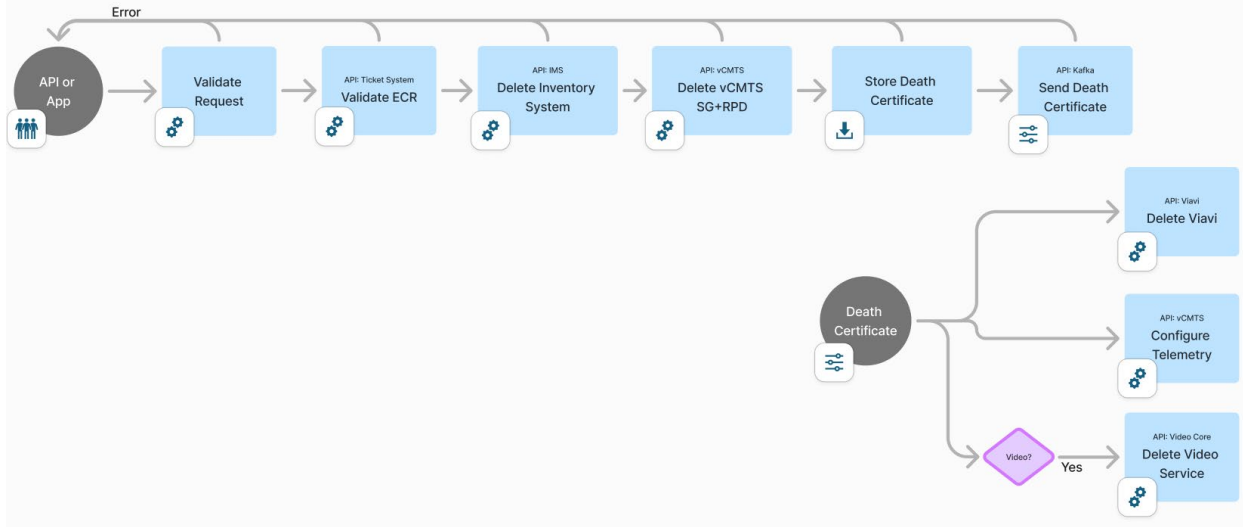 Error
API or
App
Validate
Request
API: Ticket System
Validate ECR
API: IMS
Delete Inventory
System
API: vCMTS
Delete vCMTS
SG+RPD
Store Death
Certificate
API: Kafka
Send Death
Certificate
API: Viavi
Delete Viavi
Death
Certificate
API: vCMTS
Configure
Telemetry
Video?
Yes
API: Video Core
Delete Video
Service